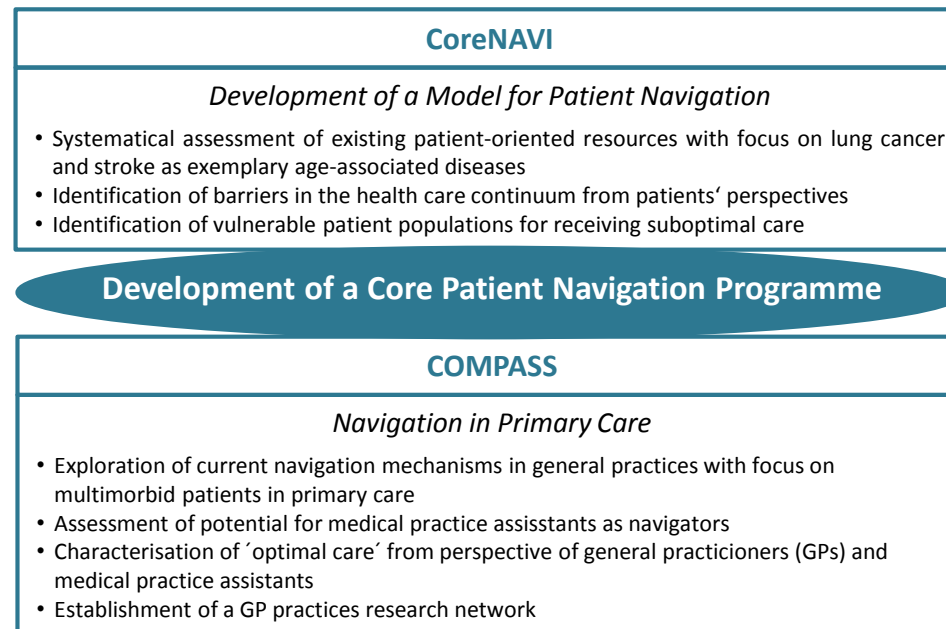 CoreNAVI
Development of a Model for Patient Navigation
• Systematical assessment of existing patient-oriented resources with focus on lung cancer
and stroke as exemplary age-associated diseases
• Identification of barriers in the health care continuum from patients‘ perspectives
• Identification of vulnerable patient populations for receiving suboptimal care
Development of a Core Patient Navigation Programme
COMPASS
Navigation in Primary Care
• Exploration of current navigation mechanisms in general practices with focus on
multimorbid patients in primary care
• Assessment of potential for medical practice assisstants as navigators
• Characterisation of ´optimal care´ from perspective of general practicioners (GPs) and
medical practice assistants
• Establishment of a GP practices research network